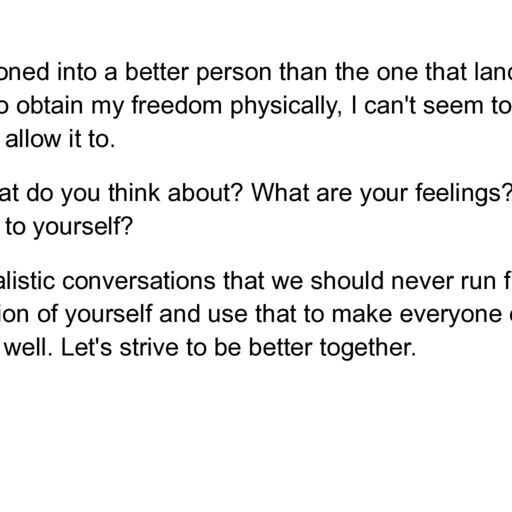 oned into a better person than the one that lan
o obtain my freedom physically, I can't seem to
allow it to.
at do you think about? What are your feelings?
to yourself?
alistic conversations that we should never run f
ion of yourself and use that to make everyone
well. Let's strive to be better together.